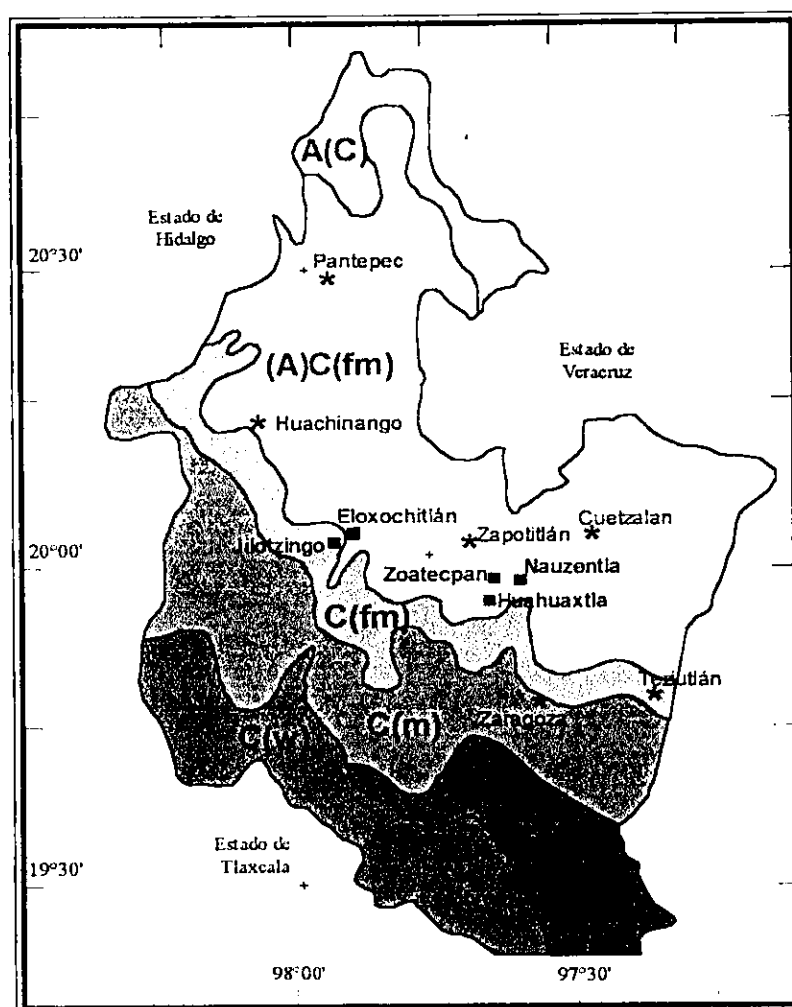 A(C)
Estado de
Hidalgo
20°30'
Pantepec
Estado de
Veracruz
(A)C(fm)
Huachinango
Eloxochitlán
Jilotzingo
Zapotitlán
Cuetzalan
20°00'
Zoatecpan
Nauzontla
Huahuaxtla
C(fm)
Teziutlán
Zaragoza
C(m)
C(w)
Estado de
Tlaxcala
19°30'
98°00'
97°30'